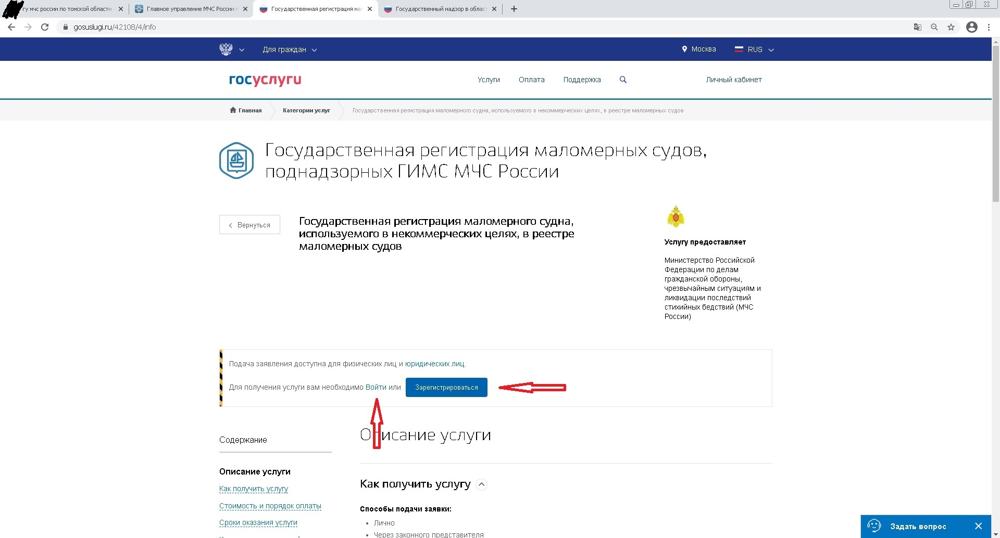 гу мчс россии по томской области
Главное управление МЧС России
Государственная регистрация
Государственный надзор в
gosuslugi.ru/42108/4/info
Для граждан
Москва
RUS
госуслуги
Услуги
Оплата
Поддержка
Личный кабинет
Главная
Категории услуг
Государственная регистрация маломерного судна, используемого в некоммерческих целях, в реестре маломерных судов
Государственная регистрация маломерных судов,
поднадзорных ГИМС МЧС России
Вернуться
Государственная регистрация маломерного судна,
используемого в некоммерческих целях, в реестре
маломерных судов
Услугу предоставляет
Министерство Российской
Федерации по делам
гражданской обороны,
чрезвычайным ситуациям и
ликвидации последствий
стихийных бедствий (МЧС
России)
Подача заявления доступна для физических лиц и юридических лиц.
Для получения услуги вам необходимо Войти или Зарегистрироваться
Содержание
Описание услуги
Как получить услугу
Стоимость и порядок оплаты
Сроки оказания услуги
Описание услуги
Как получить услугу
Способы подачи заявки:
• Лично
• Через законного представителя
Задать вопрос